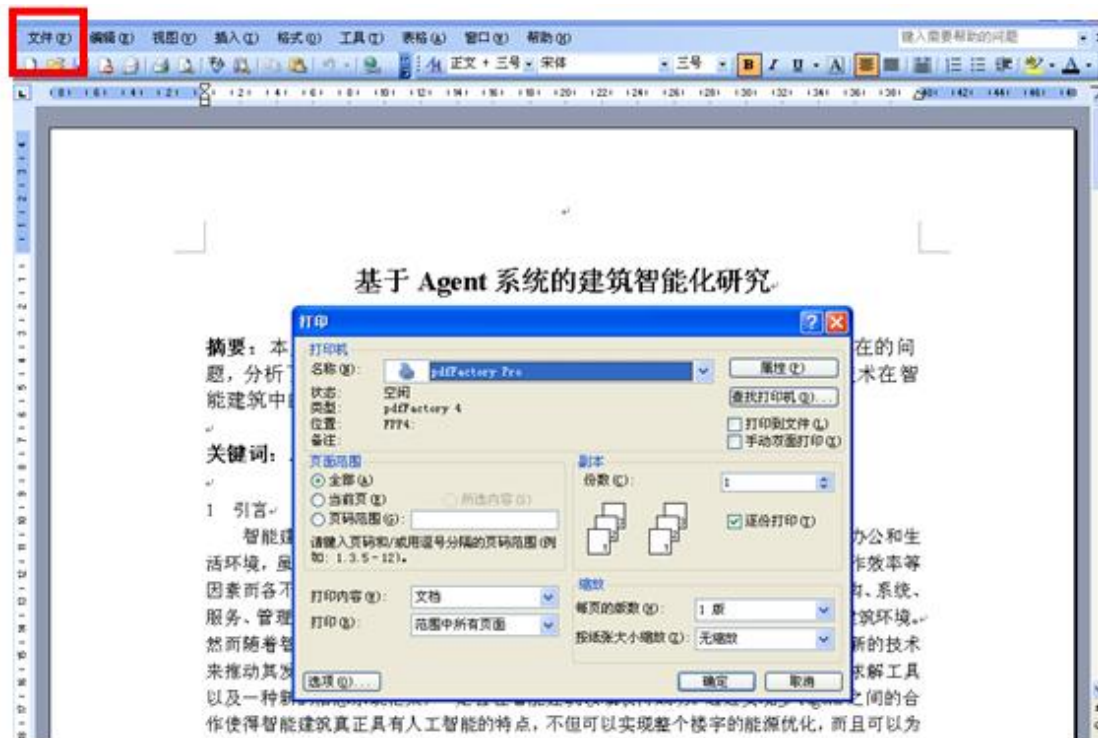 文件(F) 编辑(E) 视图(V) 插入(I) 格式(O) 工具(T) 表格(A) 窗口(W) 帮助(H) 键入需要帮助的问题
正文 + 三号 宋体 三号 B I U A
基于 Agent 系统的建筑智能化研究
打印
摘要：本 在的问
打印机
名称(N): pdfFactory Pro 属性(P)
题，分析 术在智
状态: 空闲
类型: pdfFactory 4 查找打印机(D)...
能建筑中
位置: FPP4: 打印到文件(L)
备注: 手动双面打印(X)
关键词：
页面范围 副本
全部(A) 份数(C): 1
当前页(E) 所选内容(S)
1 引言
页码范围(G): 逐份打印(T)
智能建 办公和生
请键入页码和/或用逗号分隔的页码范围(例
如: 1,3,5-12)。
活环境，虽 作效率等
缩放
因素而各不 、系统、
打印内容(W): 文档 每页的版数(H): 1 版
服务、管理 建筑环境。
打印(R): 范围中所有页面 按纸张大小缩放(Z): 无缩放
然而随着智 新的技术
来推动其发 求解工具
选项(O)... 确定 取消
以及一种新 之间的合
作使得智能建筑真正具有人工智能的特点，不但可以实现整个楼宇的能源优化，而且可以为